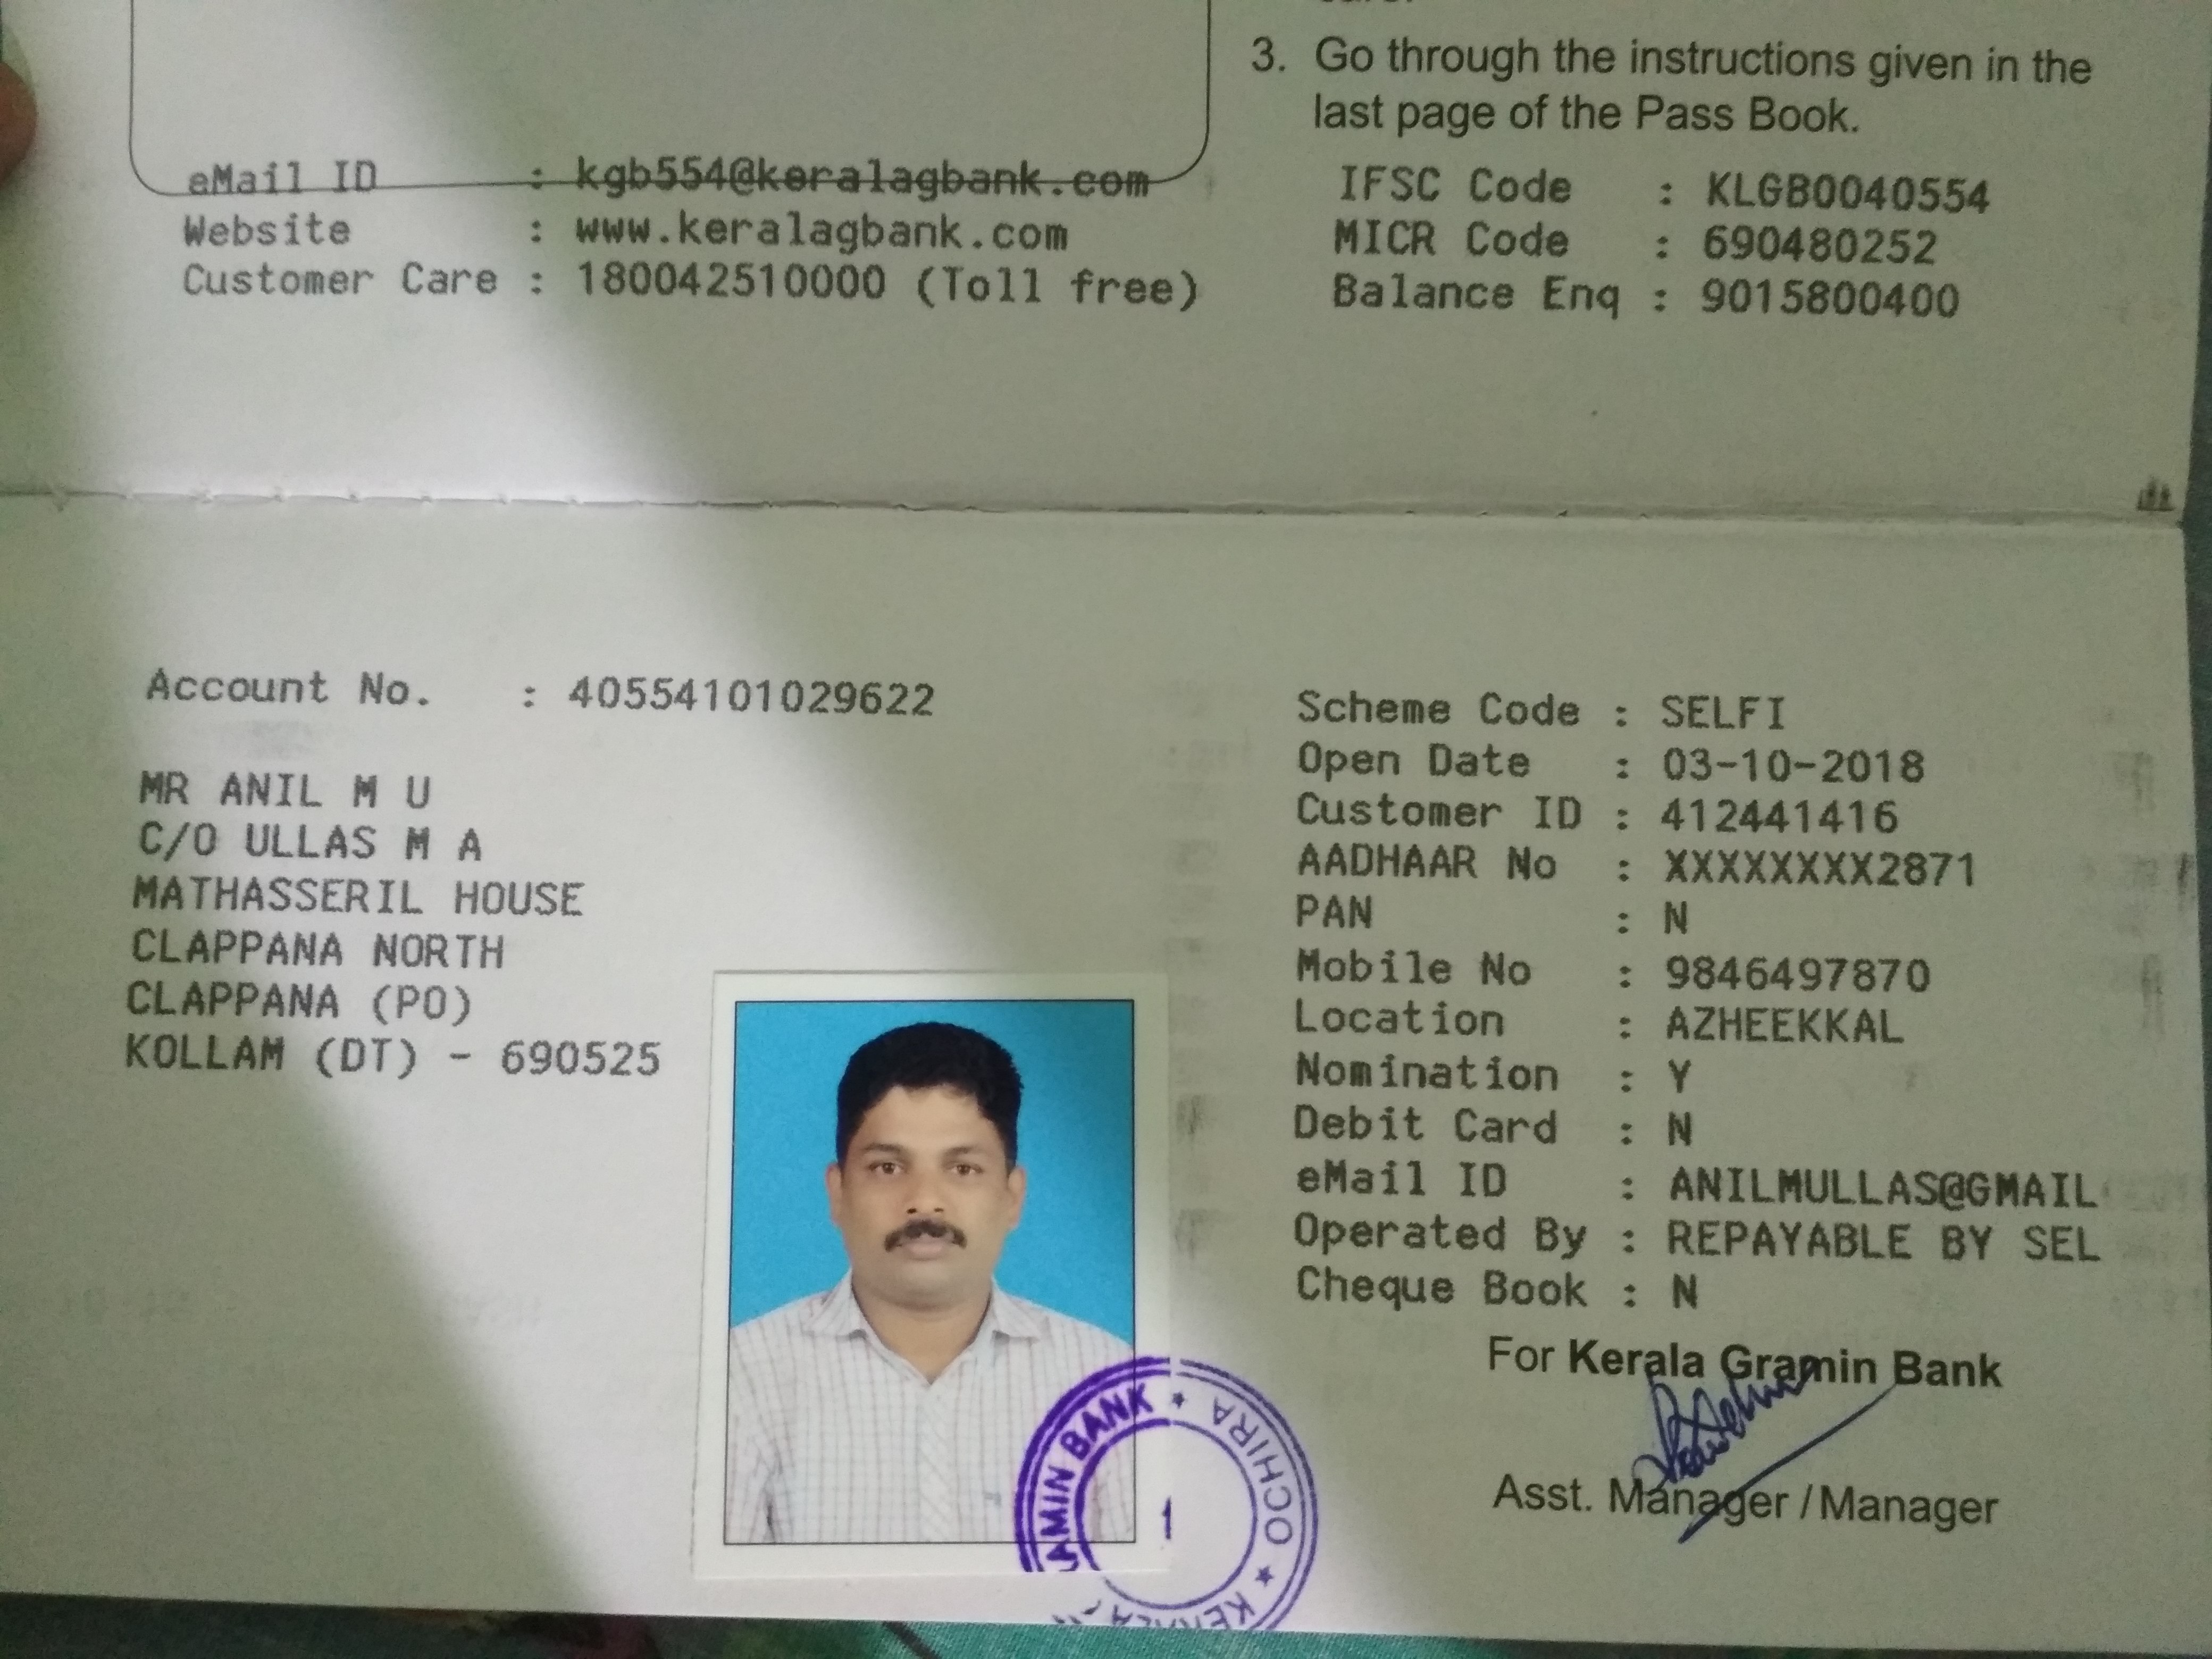 3. Go through the instructions given in the
last page of the Pass Book.
eMail ID : kgb554@keralagbank.com
Website : www.keralagbank.com
Customer Care : 180042510000 (Toll free)
IFSC Code : KLGB0040554
MICR Code : 690480252
Balance Enq : 9015800400
Account No. : 40554101029622
MR ANIL M U
C/O ULLAS M A
MATHASSERIL HOUSE
CLAPPANA NORTH
CLAPPANA (PO)
KOLLAM (DT) - 690525
Scheme Code : SELFI
Open Date : 03-10-2018
Customer ID : 412441416
AADHAAR No : XXXXXXXX2871
PAN : N
Mobile No : 9846497870
Location : AZHEEKKAL
Nomination : Y
Debit Card : N
eMail ID : ANILMULLAS@GMAIL
Operated By : REPAYABLE BY SEL
Cheque Book : N
For Kerala Gramin Bank
Asst. Manager / Manager
AMIN BANK ★ OCCHIRA ★ KERALA
1